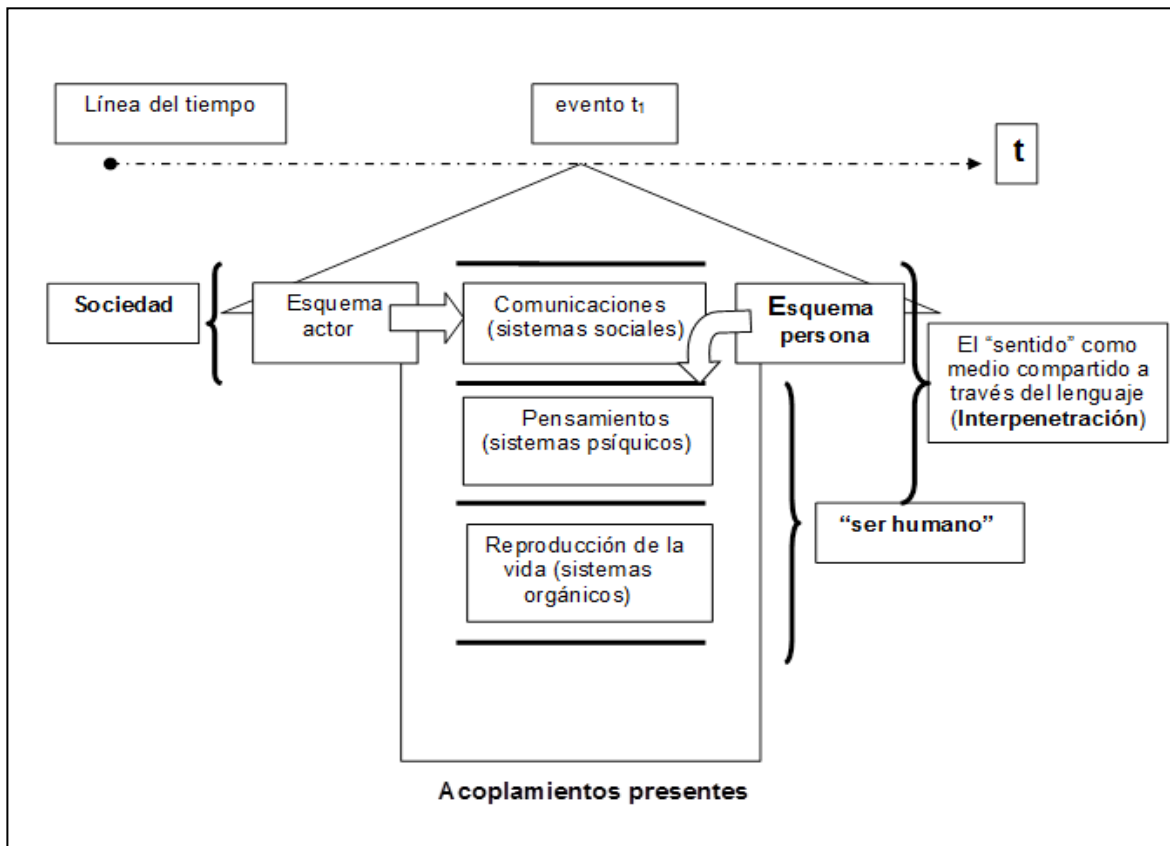 Línea del tiempo
evento t₁
t
Sociedad
Esquema
actor
Comunicaciones
(sistemas sociales)
Esquema
persona
El “sentido” como
medio compartido a
través del lenguaje
(Interpenetración)
Pensamientos
(sistemas psíquicos)
“ser humano”
Reproducción de la
vida (sistemas
orgánicos)
Acoplamientos presentes